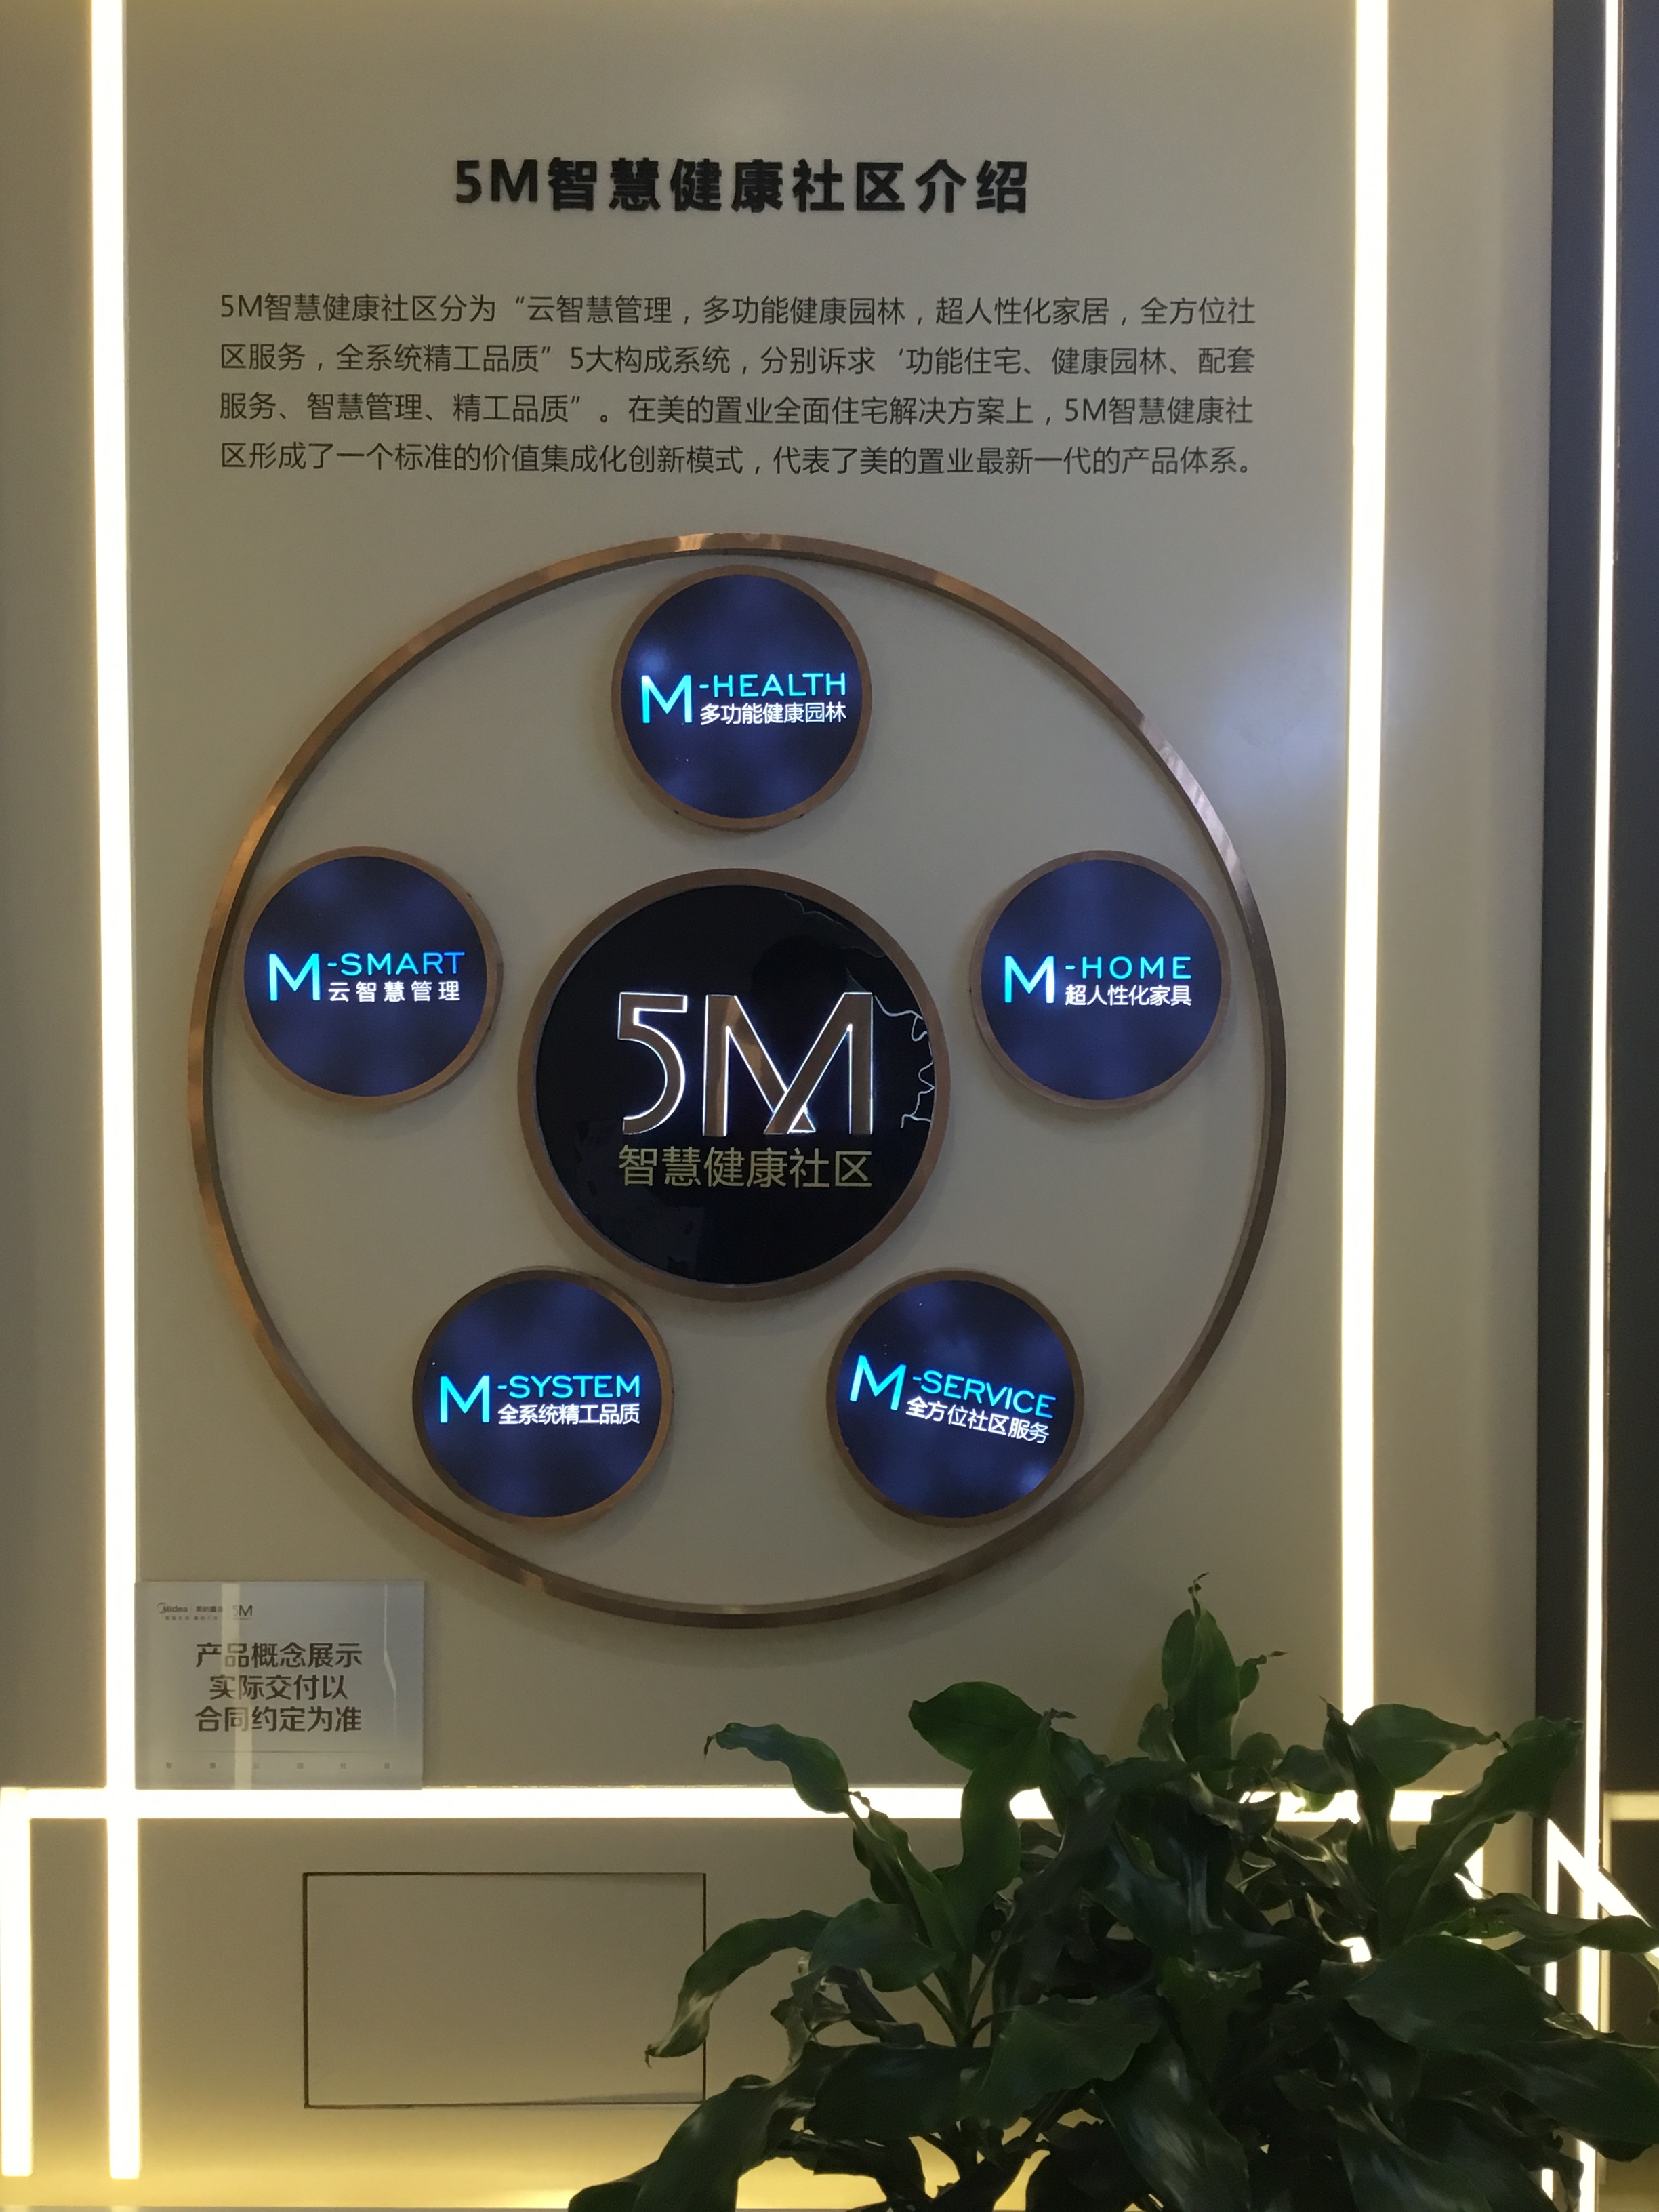 5M智慧健康社区介绍
5M智慧健康社区分为“云智慧管理，多功能健康园林，超人性化家居，全方位社
区服务，全系统精工品质”5大构成系统，分别诉求‘功能住宅、健康园林、配套
服务、智慧管理、精工品质”。在美的置业全面住宅解决方案上，5M智慧健康社
区形成了一个标准的价值集成化创新模式，代表了美的置业最新一代的产品体系。
M-HEALTH
多功能健康园林
M-SMART
云智慧管理
M-HOME
超人性化家具
5M
智慧健康社区
M-SYSTEM
全系统精工品质
M-SERVICE
全方位社区服务
Midea 美的置业 5M
产品概念展示
实际交付以
合同约定为准